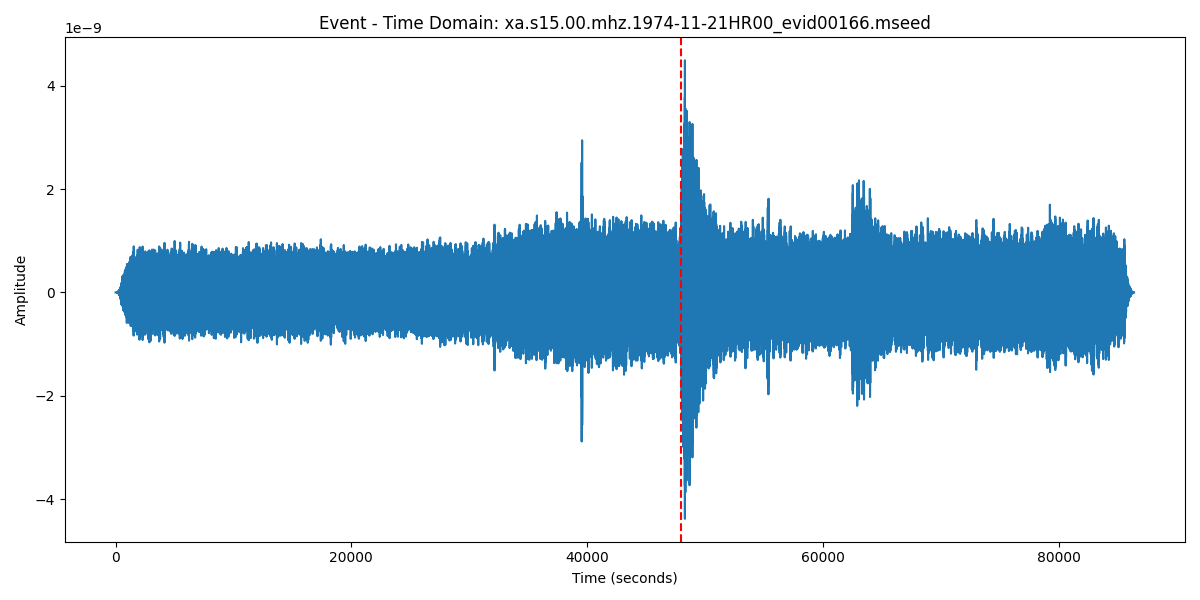 Event - Time Domain: xa.s15.00.mhz.1974-11-21HR00_evid00166.mseed
1e−9
4
2
0
−2
−4
Amplitude
0 20000 40000 60000 80000
Time (seconds)